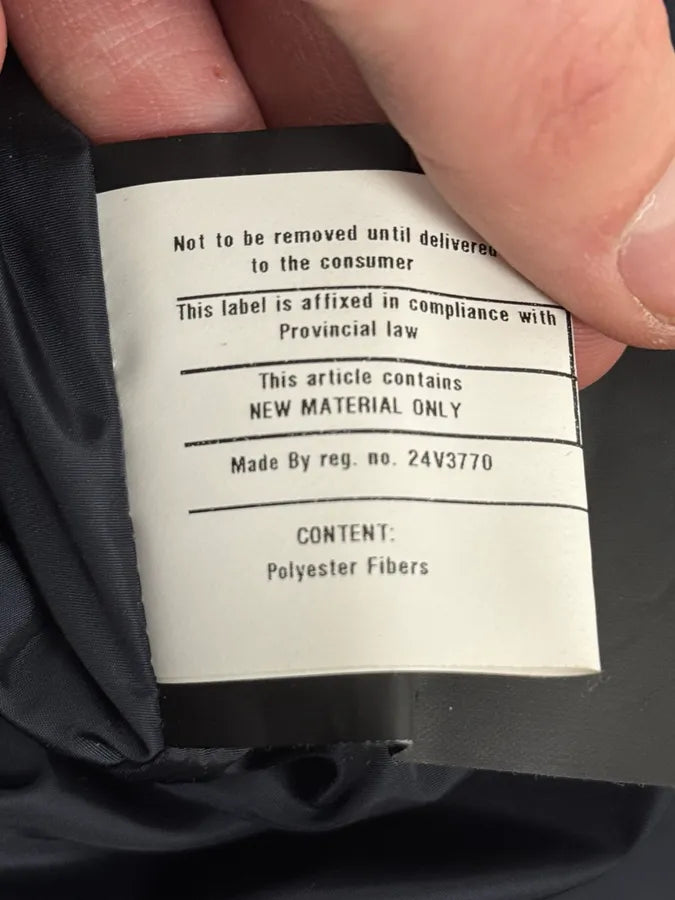 Not to be removed until delivered
to the consumer
This label is affixed in compliance with
Provincial law
This article contains
NEW MATERIAL ONLY
Made By reg. no. 24V3770
CONTENT:
Polyester Fibers